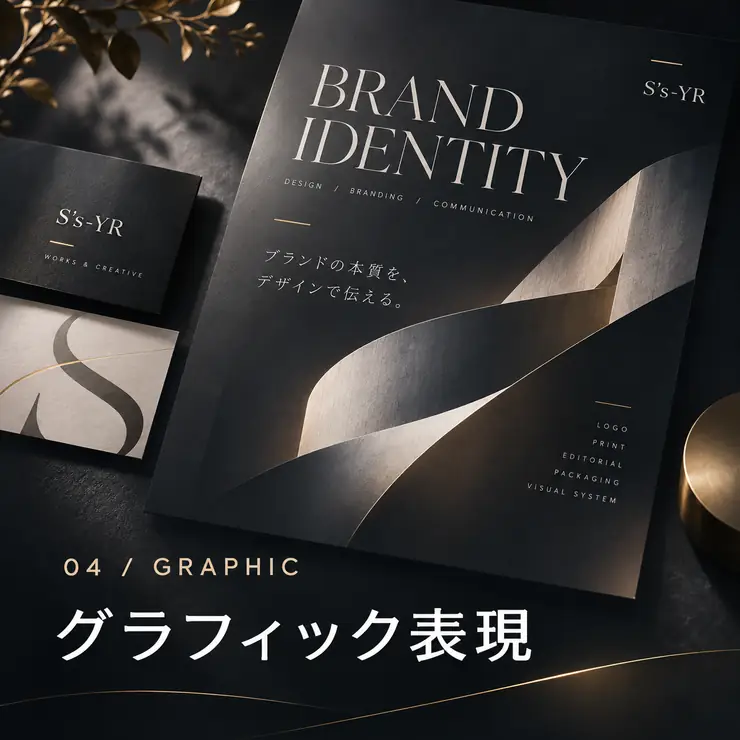 BRAND
IDENTITY
DESIGN / BRANDING / COMMUNICATION
S's-YR
ブランドの本質を、
デザインで伝える。
LOGO
PRINT
EDITORIAL
PACKAGING
VISUAL SYSTEM
S's-YR
WORKS & CREATIVE
S
04 / GRAPHIC
グラフィック表現